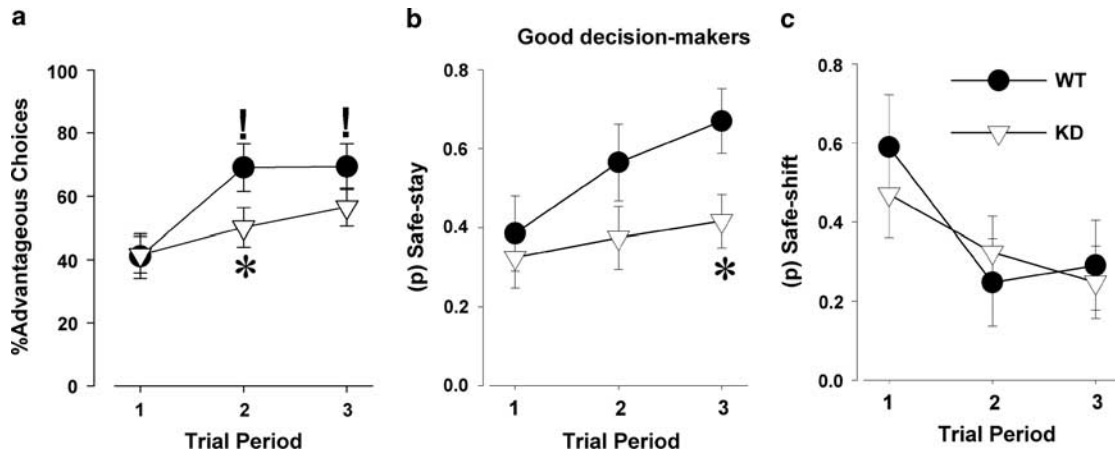 a
%Advantageous Choices
100
80
60
40
20
0
! !
*
1 2 3
Trial Period
b
Good decision-makers
(p) Safe-stay
0.8
0.6
0.4
0.2
0.0
*
1 2 3
Trial Period
c
(p) Safe-shift
0.8
0.6
0.4
0.2
0.0
WT
KD
1 2 3
Trial Period